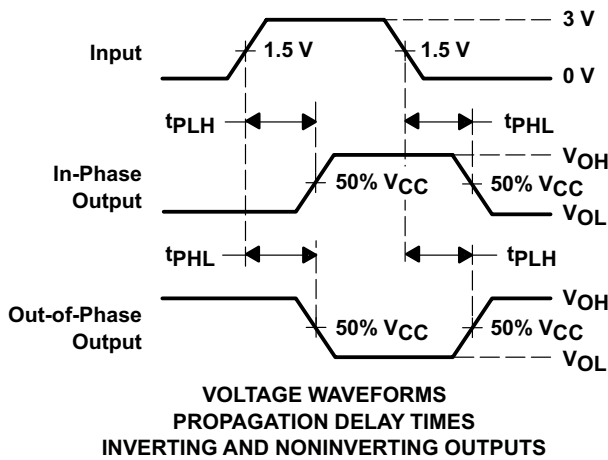 3 V
Input
1.5 V
1.5 V
0 V
tPLH
tPHL
In-Phase
Output
VOH
50% VCC
50% VCC
VOL
tPHL
tPLH
Out-of-Phase
Output
VOH
50% VCC
50% VCC
VOL
VOLTAGE WAVEFORMS
PROPAGATION DELAY TIMES
INVERTING AND NONINVERTING OUTPUTS